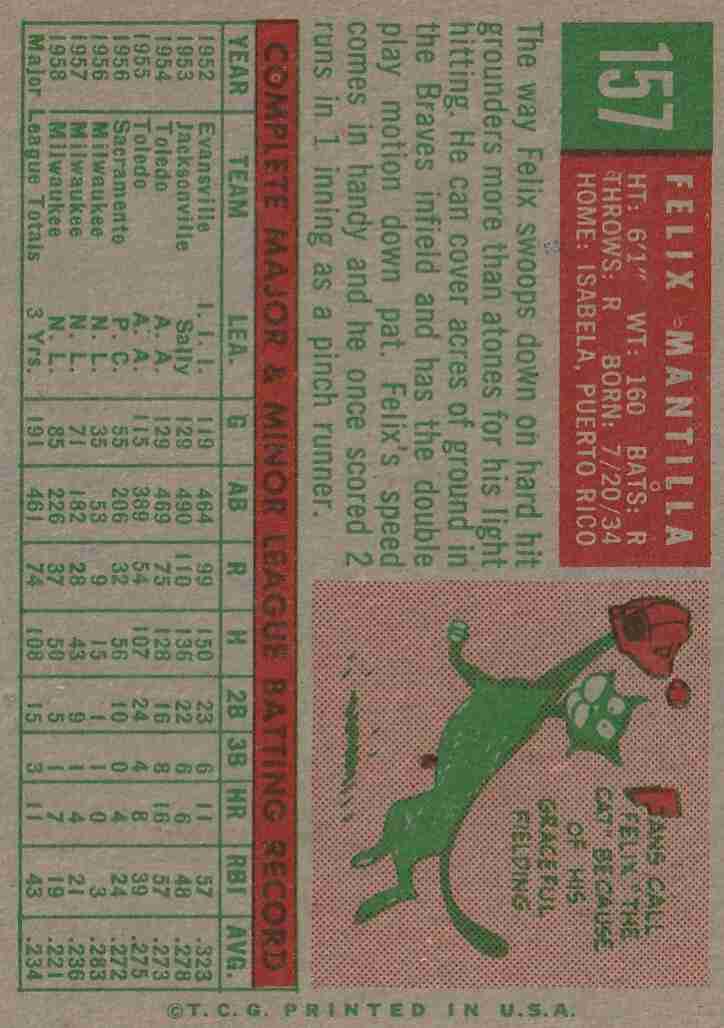 157
FELIX MANTILLA
HT: 6'1" WT: 160 BATS: R
THROWS: R BORN: 7/20/34
HOME: ISABELA, PUERTO RICO
The way Felix swoops down on hard hit
grounders more than atones for his light
hitting. He can cover acres of ground in
the Braves infield and has the double
play motion down pat. Felix's speed
comes in handy and he once scored 2
runs in 1 inning as a pinch runner.
FANS CALL
"FELIX THE
CAT" BECAUSE
OF HIS
GRACEFUL
FIELDING
COMPLETE MAJOR & MINOR LEAGUE BATTING RECORD
YEAR TEAM LEA. G AB R H 2B 3B HR RBI AVG.
1952 Evansville I. I. I. 119 464 99 150 23 6 11 57 .323
1953 Jacksonville Sally 129 490 110 136 22 6 6 48 .278
1954 Toledo A. A. 129 469 75 128 16 8 16 57 .273
1955 Toledo A. A. 115 389 54 107 24 4 8 39 .275
1956 Sacramento P. C. 55 206 32 56 10 0 4 24 .272
1956 Milwaukee N. L. 35 53 9 15 1 1 0 3 .283
1957 Milwaukee N. L. 71 182 28 43 9 1 4 21 .236
1958 Milwaukee N. L. 85 226 37 50 5 1 7 19 .221
Major League Totals 3 Yrs. 191 461 74 108 15 3 11 43 .234
©T.C.G. PRINTED IN U.S.A.